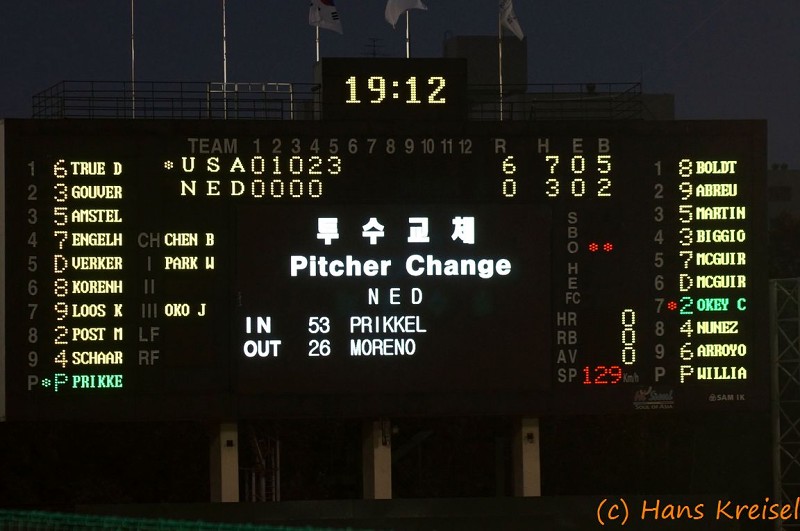 19:12
TEAM 1 2 3 4 5 6 7 8 9 10 11 12 R H E B
* U S A 0 1 0 2 3 6 7 0 5
N E D 0 0 0 0 0 3 0 2
1 6 TRUE D
2 3 GOUVER
3 5 AMSTEL
4 7 ENGELH
5 D VERKER
6 8 KORENH
7 9 LOOS K
8 2 POST M
9 4 SCHAAR
P *P PRIKKE
CH CHEN B
I PARK W
II
III OKO J
LF
RF
투수교체
Pitcher Change
N E D
IN 53 PRIKKEL
OUT 26 MORENO
S
B
O **
H
E
FC
HR 0
RB 0
AV 0
SP 129 Km/h
1 8 BOLDT
2 9 ABREU
3 5 MARTIN
4 3 BIGGIO
5 7 MCGUIR
6 D MCGUIR
7 *2 OKEY C
8 4 NUNEZ
9 6 ARROYO
P P WILLIA
SOUL OF ASIA
SAM IK
(c) Hans Kreisel